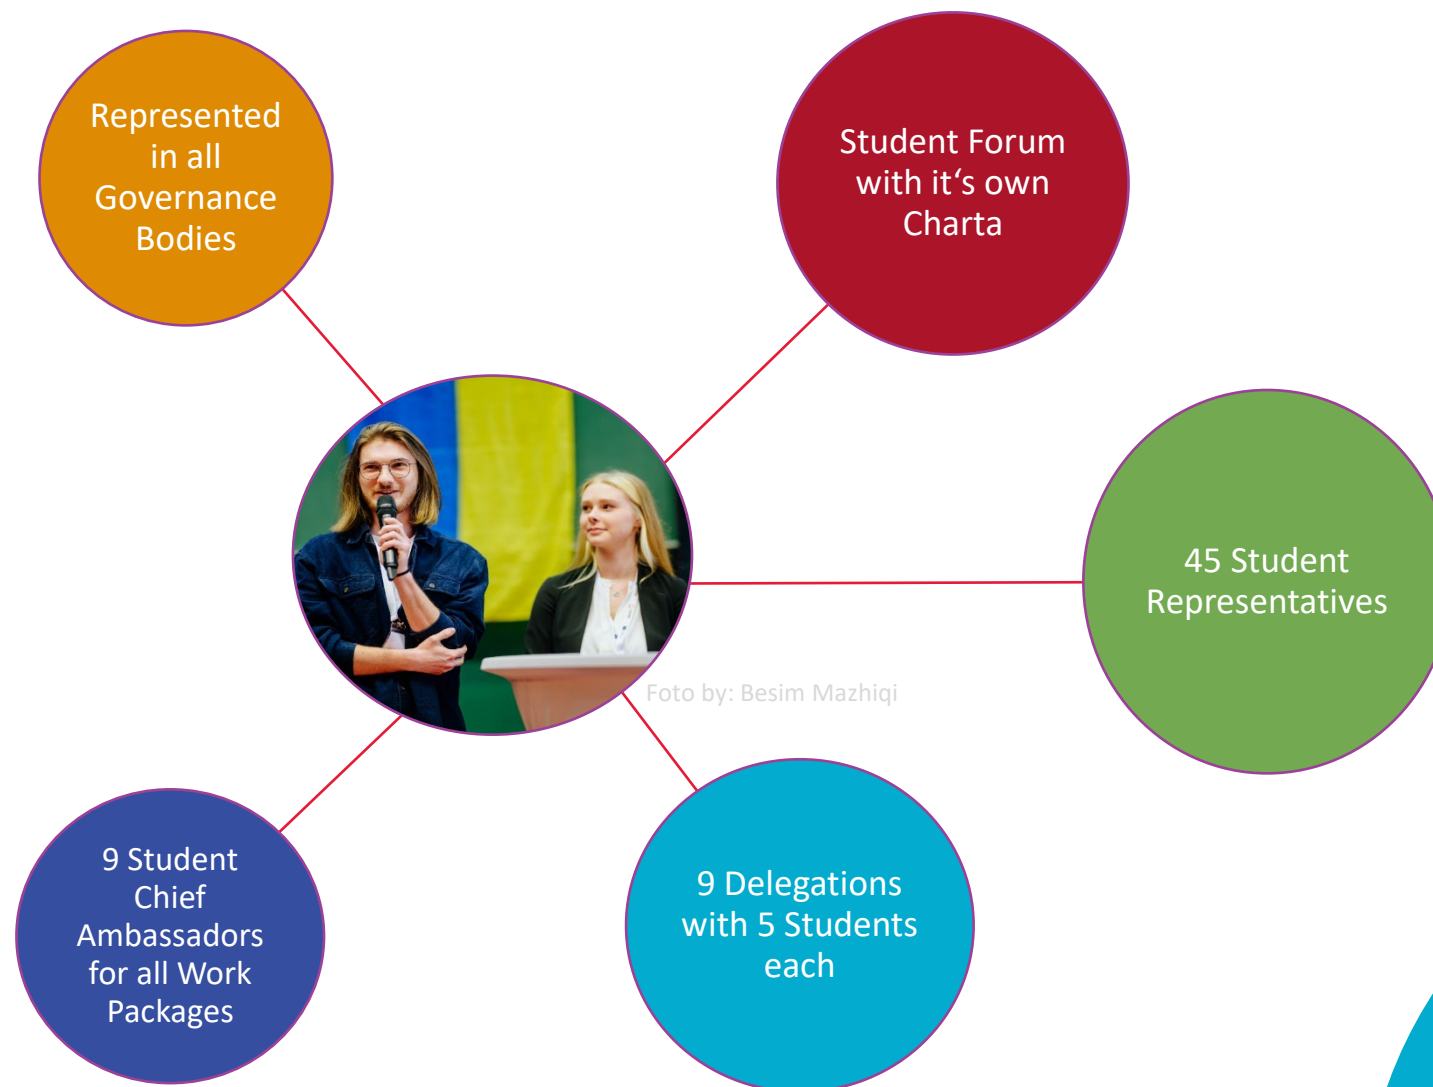 Represented
in all
Governance
Bodies
Student Forum
with it‘s own
Charta
45 Student
Representatives
Foto by: Besim Mazhiqi
9 Student
Chief
Ambassadors
for all Work
Packages
9 Delegations
with 5 Students
each